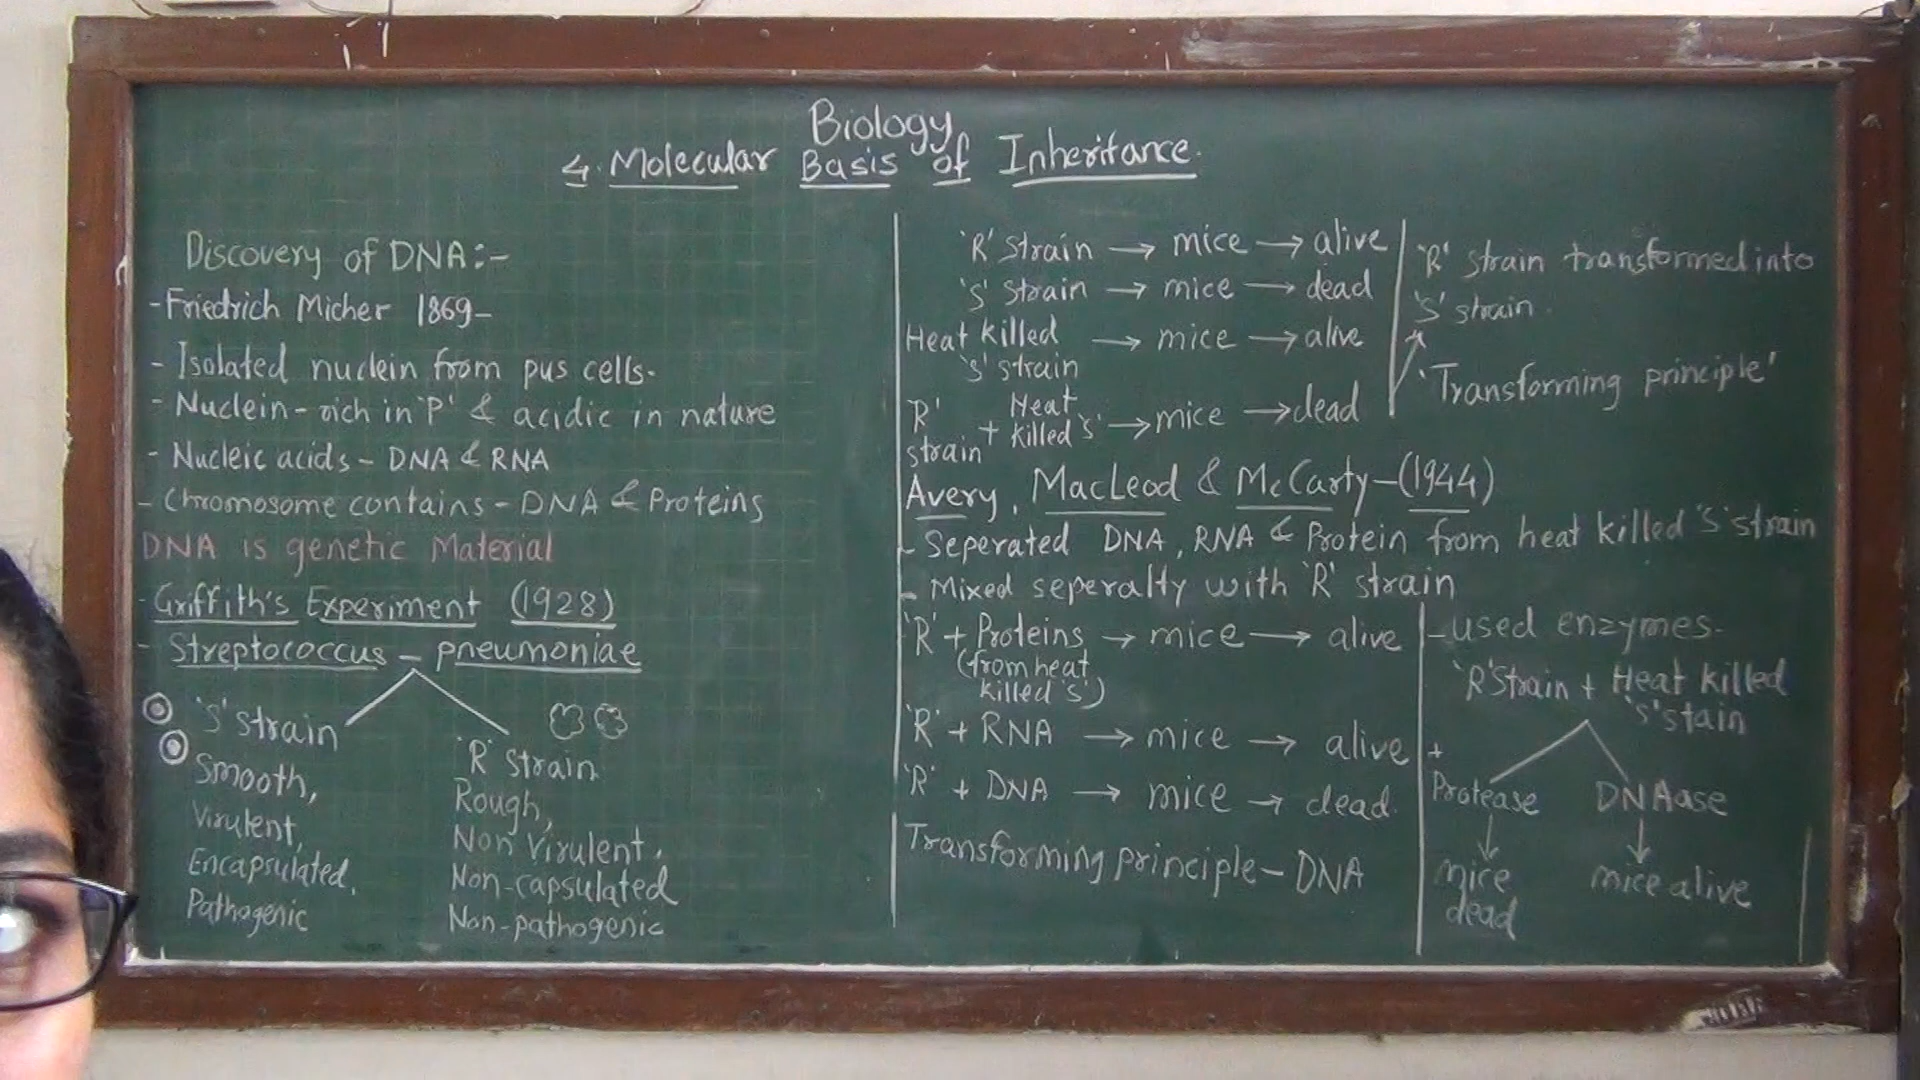 Biology
4. Molecular Basis of Inheritance.
Discovery of DNA:-
- Friedrich Micher 1869-
- Isolated nuclein from pus cells.
- Nuclein - rich in 'P' & acidic in nature
- Nucleic acids - DNA & RNA
- Chromosome contains - DNA & Proteins
DNA is genetic Material
- Griffith's Experiment (1928)
- Streptococcus - pneumoniae
'S' strain
Smooth,
Virulent,
Encapsulated,
Pathogenic
'R' strain
Rough,
Non Virulent,
Non-capsulated
Non-pathogenic
'R' strain → mice → alive
'S' strain → mice → dead
Heat killed → mice → alive
'S' strain
'R' strain + Heat killed 'S' → mice → dead
'R' strain transformed into
'S' strain.
'Transforming principle'
Avery, MacLeod & McCarty - (1944)
- Seperated DNA, RNA & Protein from heat killed 'S' strain
- Mixed seperalty with 'R' strain
'R' + Proteins → mice → alive
(from heat
killed 'S')
'R' + RNA → mice → alive
'R' + DNA → mice → dead.
Transforming principle - DNA
- used enzymes-
'R' Strain + Heat killed
'S' stain
+
Protease
↓
mice
dead
DNAase
↓
mice alive